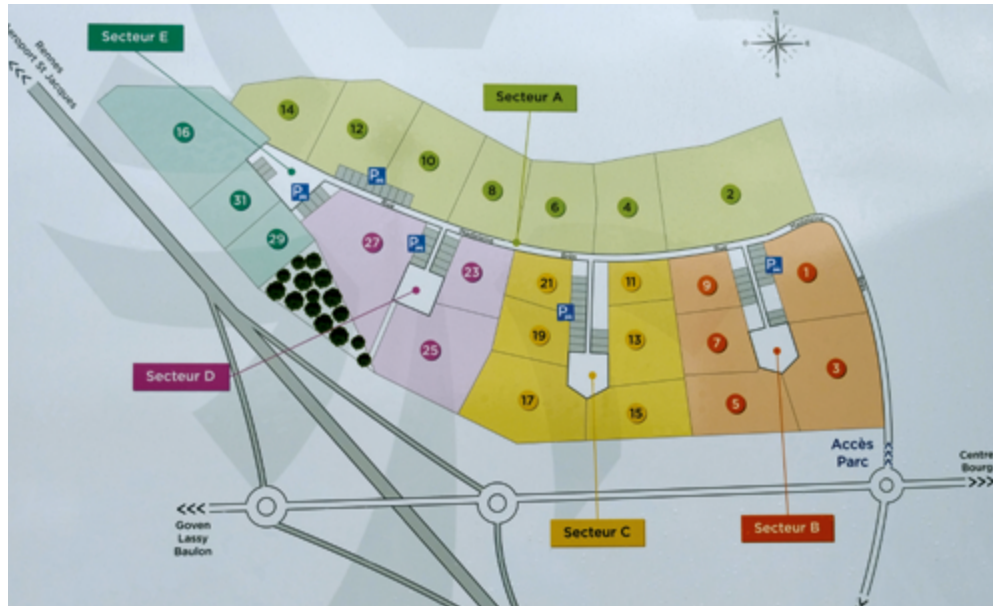 N
Rennes
Aéroport St Jacques
<<<
Secteur E
Secteur A
14
12
16
10
8
6
4
2
31
29
27
23
21
11
9
1
19
13
7
3
25
17
15
5
P
P
P
P
P
Secteur D
Accès
Parc
>>>
Centre
Bourg
>>>
<<<
Goven
Lassy
Baulon
Secteur C
Secteur B